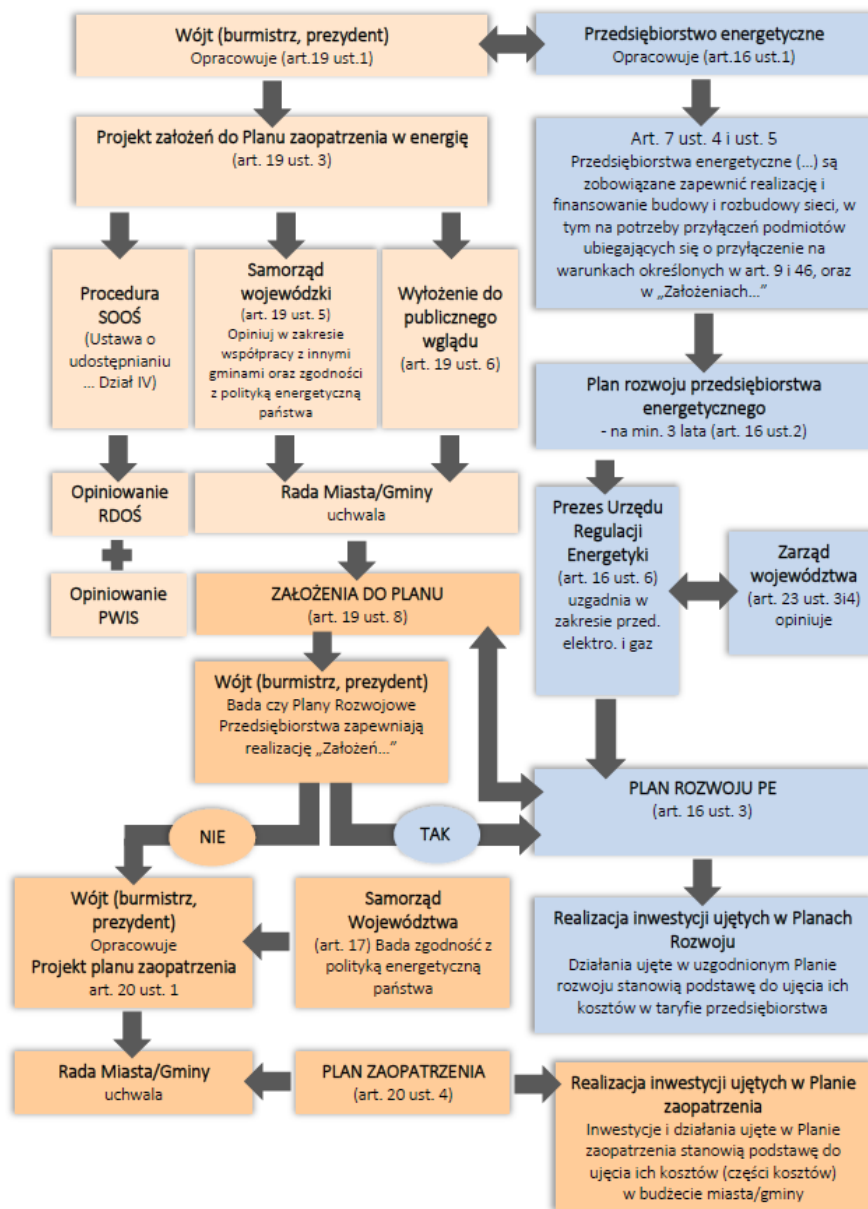 Wójt (burmistrz, prezydent)
Opracowuje (art.19 ust.1)
Przedsiębiorstwo energetyczne
Opracowuje (art.16 ust.1)
Projekt założeń do Planu zaopatrzenia w energię
(art. 19 ust. 3)
Art. 7 ust. 4 i ust. 5
Przedsiębiorstwa energetyczne (...) są
zobowiązane zapewnić realizację i
finansowanie budowy i rozbudowy sieci, w
tym na potrzeby przyłączeń podmiotów
ubiegających się o przyłączenie na
warunkach określonych w art. 9 i 46, oraz
w „Założeniach...”
Procedura
SOOŚ
(Ustawa o
udostępnianiu
... Dział IV)
Samorząd
wojewódzki
(art. 19 ust. 5)
Opiniuj w zakresie
współpracy z innymi
gminami oraz zgodności
z polityką energetyczną
państwa
Wyłożenie do
publicznego
wglądu
(art. 19 ust. 6)
Plan rozwoju przedsiębiorstwa
energetycznego
- na min. 3 lata (art. 16 ust.2)
Opiniowanie
RDOŚ
Rada Miasta/Gminy
uchwala
Prezes Urzędu
Regulacji
Energetyki
(art. 16 ust. 6)
uzgadnia w
zakresie przed.
elektro. i gaz
Zarząd
województwa
(art. 23 ust. 3i4)
opiniuje
Opiniowanie
PWIS
ZAŁOŻENIA DO PLANU
(art. 19 ust. 8)
Wójt (burmistrz, prezydent)
Bada czy Plany Rozwojowe
Przedsiębiorstwa zapewniają
realizację „Założeń...”
PLAN ROZWOJU PE
(art. 16 ust. 3)
NIE
TAK
Wójt (burmistrz,
prezydent)
Opracowuje
Projekt planu zaopatrzenia
art. 20 ust. 1
Samorząd
Województwa
(art. 17) Bada zgodność z
polityką energetyczną
państwa
Realizacja inwestycji ujętych w Planach
Rozwoju
Działania ujęte w uzgodnionym Planie
rozwoju stanowią podstawę do ujęcia ich
kosztów w taryfie przedsiębiorstwa
Rada Miasta/Gminy
uchwala
PLAN ZAOPATRZENIA
(art. 20 ust. 4)
Realizacja inwestycji ujętych w Planie
zaopatrzenia
Inwestycje i działania ujęte w Planie
zaopatrzenia stanowią podstawę do
ujęcia ich kosztów (części kosztów)
w budżecie miasta/gminy